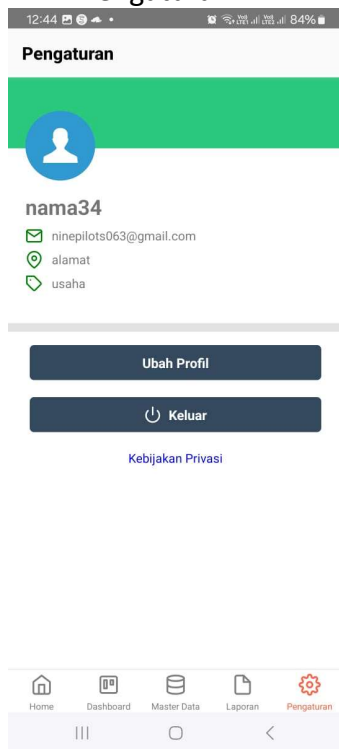 12:44 84%
Pengaturan
nama34
ninepilots063@gmail.com
alamat
usaha
Ubah Profil
Keluar
Kebijakan Privasi
Home Dashboard Master Data Laporan Pengaturan